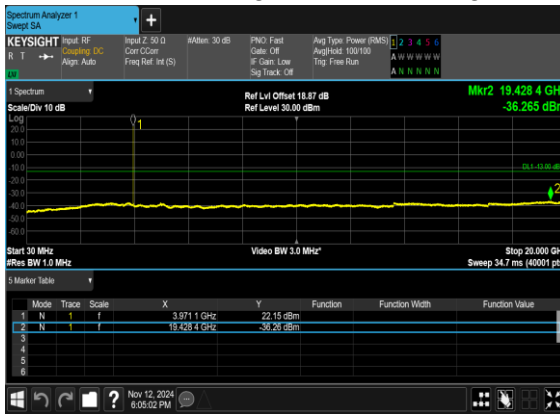 Spectrum Analyzer 1
Swept SA
+
KEYSIGHT Input: RF Input Z: 50 Ω #Atten: 30 dB PNO: Fast Avg Type: Power (RMS) 1 2 3 4 5 6
R T Coupling: DC Corr CCorr Gate: Off Avg|Hold: 100/100 A W W W W W
Align: Auto Freq Ref: Int (S) IF Gain: Low Trig: Free Run
Sig Track: Off A N N N N N
1 Spectrum
Ref Lvl Offset 18.87 dB Mkr2 19.428 4 GH
Scale/Div 10 dB Ref Level 30.00 dBm -36.265 dBr
Log
1
20.0
10.0
0.00
-10.0
DL1 -13.00 dB
-20.0
2
-30.0
-40.0
-50.0
-60.0
Start 30 MHz Video BW 3.0 MHz* Stop 20.000 GH
#Res BW 1.0 MHz Sweep 34.7 ms (40001 pt
5 Marker Table
Mode Trace Scale X Y Function Function Width Function Value
1 N 1 f 3.971 1 GHz 22.15 dBm
2 N 1 f 19.428 4 GHz -36.26 dBm
3
4
5
6
?
Nov 12, 2024
6:05:02 PM